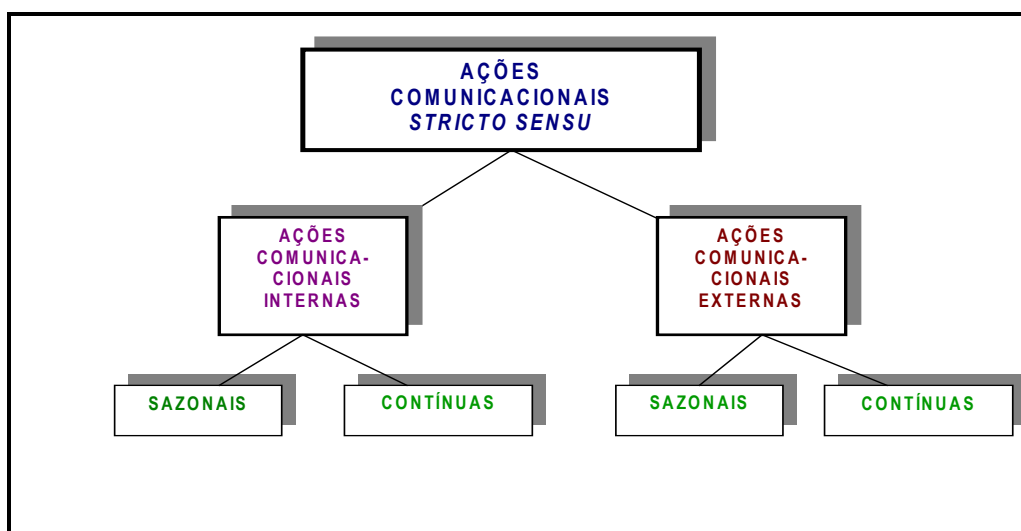 AÇÕES
COMUNICACIONAIS
STRICTO SENSU
AÇÕES
COMUNICA-
CIONAIS
INTERNAS
AÇÕES
COMUNICA-
CIONAIS
EXTERNAS
SAZONAIS
CONTÍNUAS
SAZONAIS
CONTÍNUAS